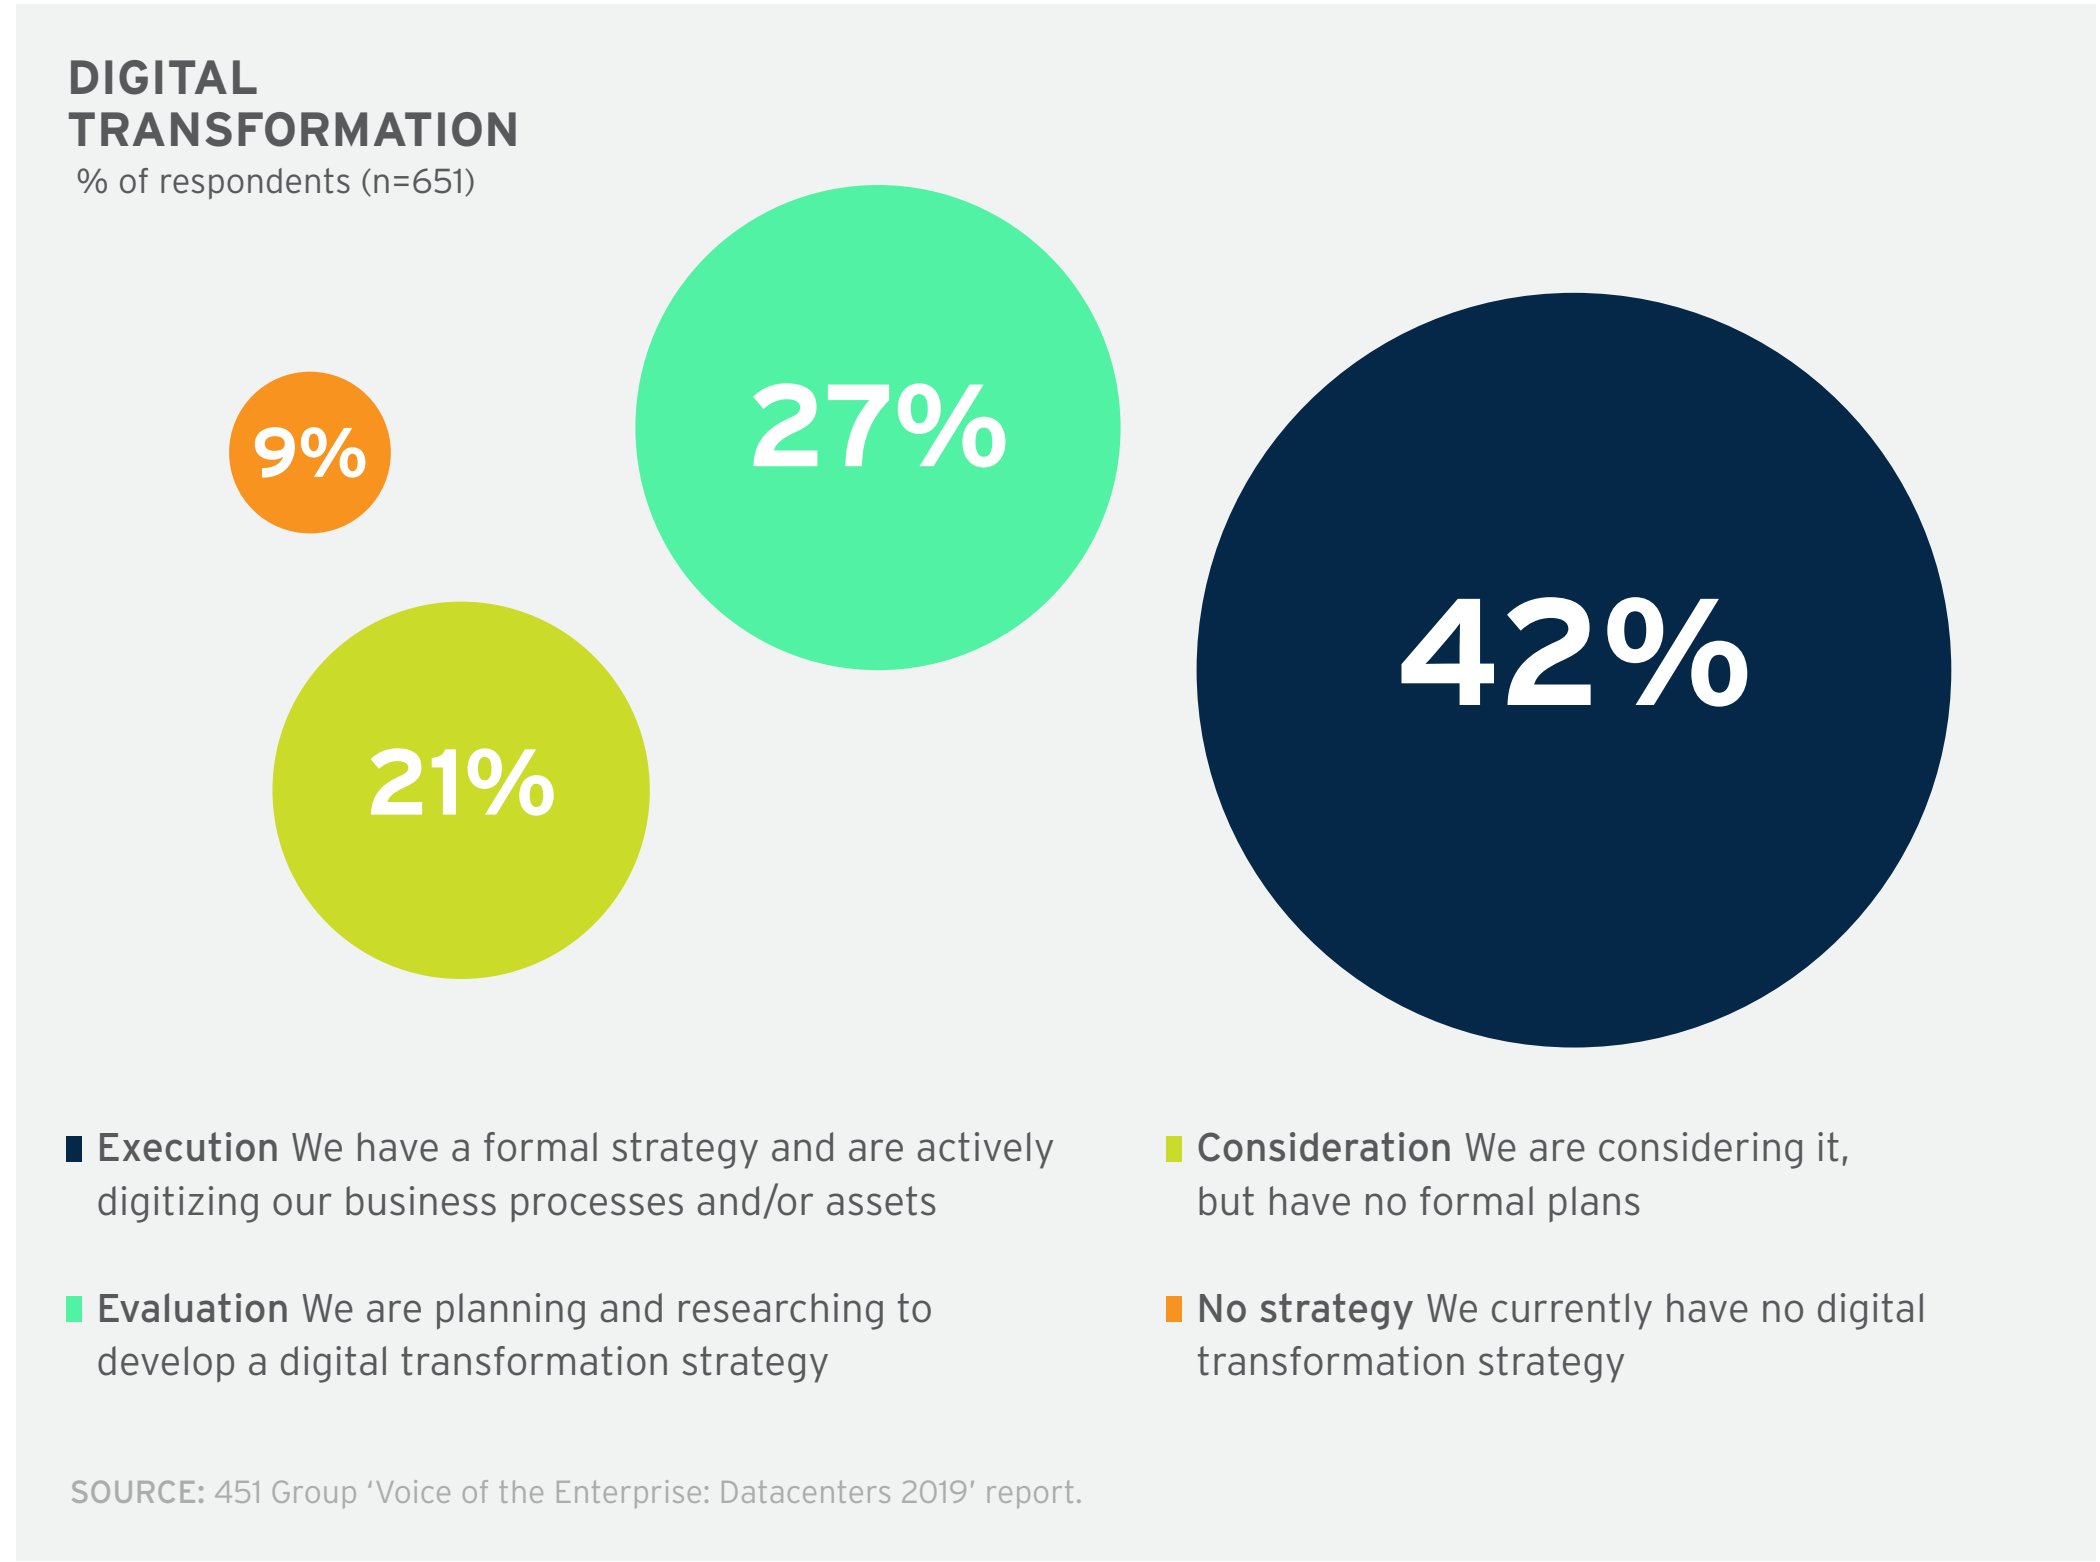 DIGITAL
TRANSFORMATION
% of respondents (n=651)
27%
9%
42%
21%
Execution We have a formal strategy and are actively
digitizing our business processes and/or assets
Evaluation We are planning and researching to
develop a digital transformation strategy
Consideration We are considering it,
but have no formal plans
No strategy We currently have no digital
transformation strategy
SOURCE: 451 Group ‘Voice of the Enterprise: Datacenters 2019’ report.